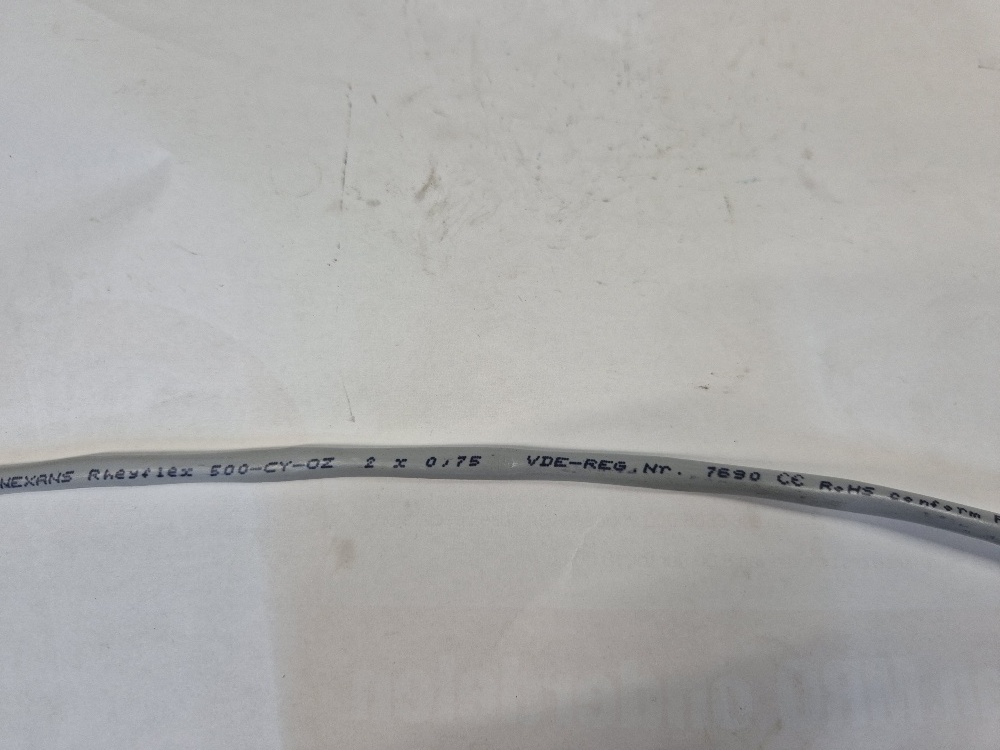 NEXANS Rheyflex 500-CY-OZ 2 x 0,75 VDE-REG.Nr. 7690 CE RoHS conform